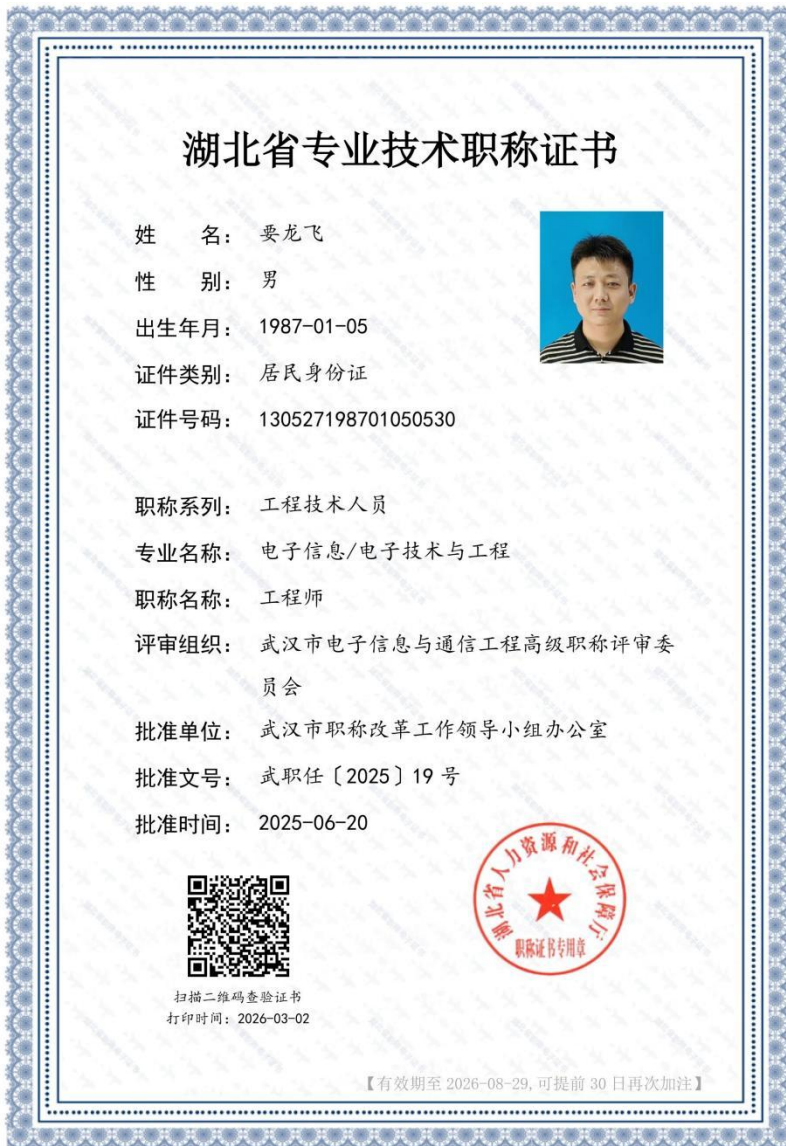 湖北省专业技术职称证书
姓 名： 要龙飞
性 别： 男
出生年月： 1987-01-05
证件类别： 居民身份证
证件号码： 130527198701050530
职称系列： 工程技术人员
专业名称： 电子信息/电子技术与工程
职称名称： 工程师
评审组织： 武汉市电子信息与通信工程高级职称评审委
员会
批准单位： 武汉市职称改革工作领导小组办公室
批准文号： 武职任〔2025〕19 号
批准时间： 2025-06-20
湖北省人力资源和社会保障厅
职称证书专用章
扫描二维码查验证书
打印时间：2026-03-02
【有效期至 2026-08-29,可提前 30 日再次加注】